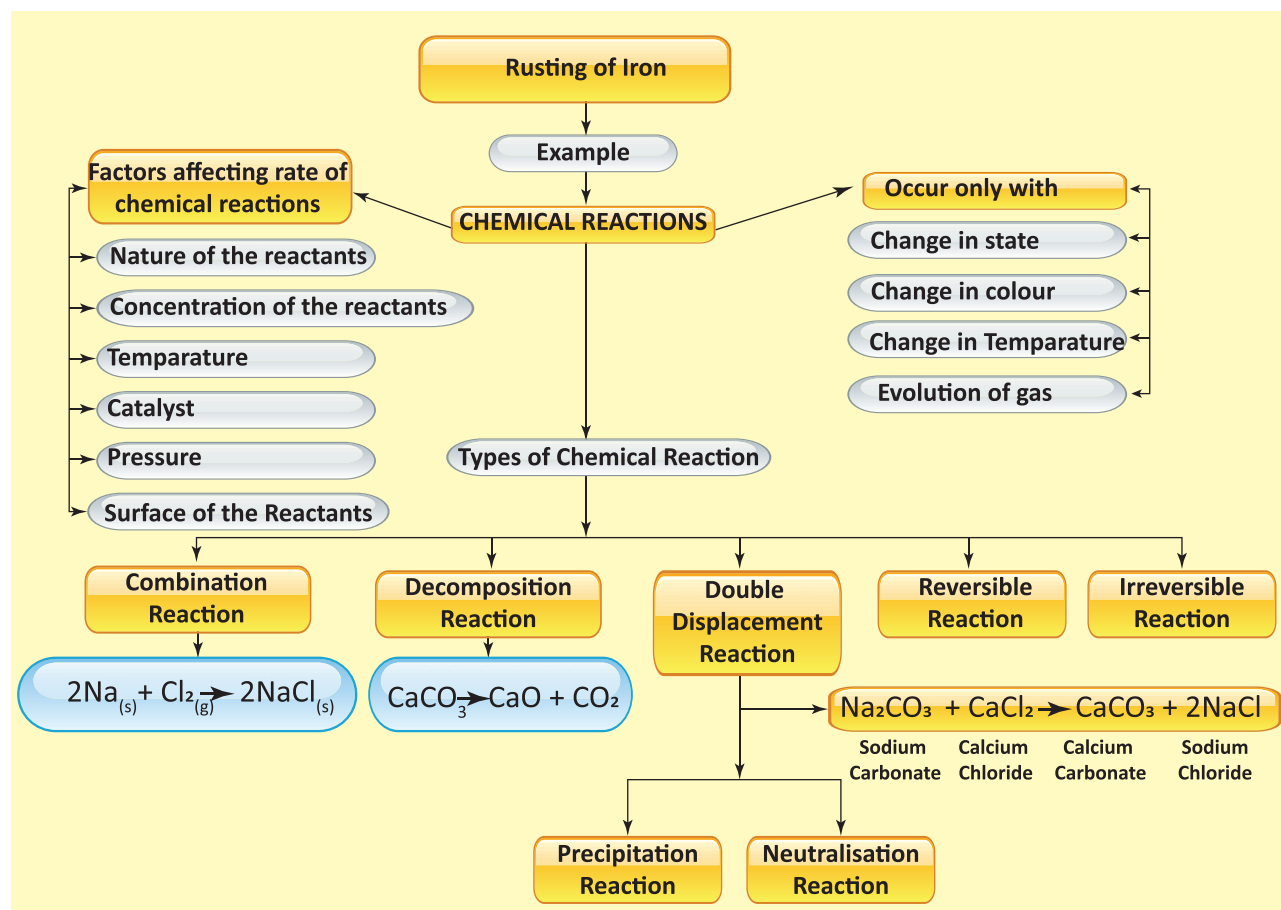 Rusting of Iron
Example
CHEMICAL REACTIONS
Factors affecting rate of
chemical reactions
Nature of the reactants
Concentration of the reactants
Temparature
Catalyst
Pressure
Surface of the Reactants
Occur only with
Change in state
Change in colour
Change in Temparature
Evolution of gas
Types of Chemical Reaction
Combination
Reaction
2Na(s) + Cl₂(g) → 2NaCl(s)
Decomposition
Reaction
CaCO₃ → CaO + CO₂
Double
Displacement
Reaction
Reversible
Reaction
Irreversible
Reaction
Na₂CO₃ + CaCl₂ → CaCO₃ + 2NaCl
Sodium Calcium Calcium Sodium
Carbonate Chloride Carbonate Chloride
Precipitation
Reaction
Neutralisation
Reaction